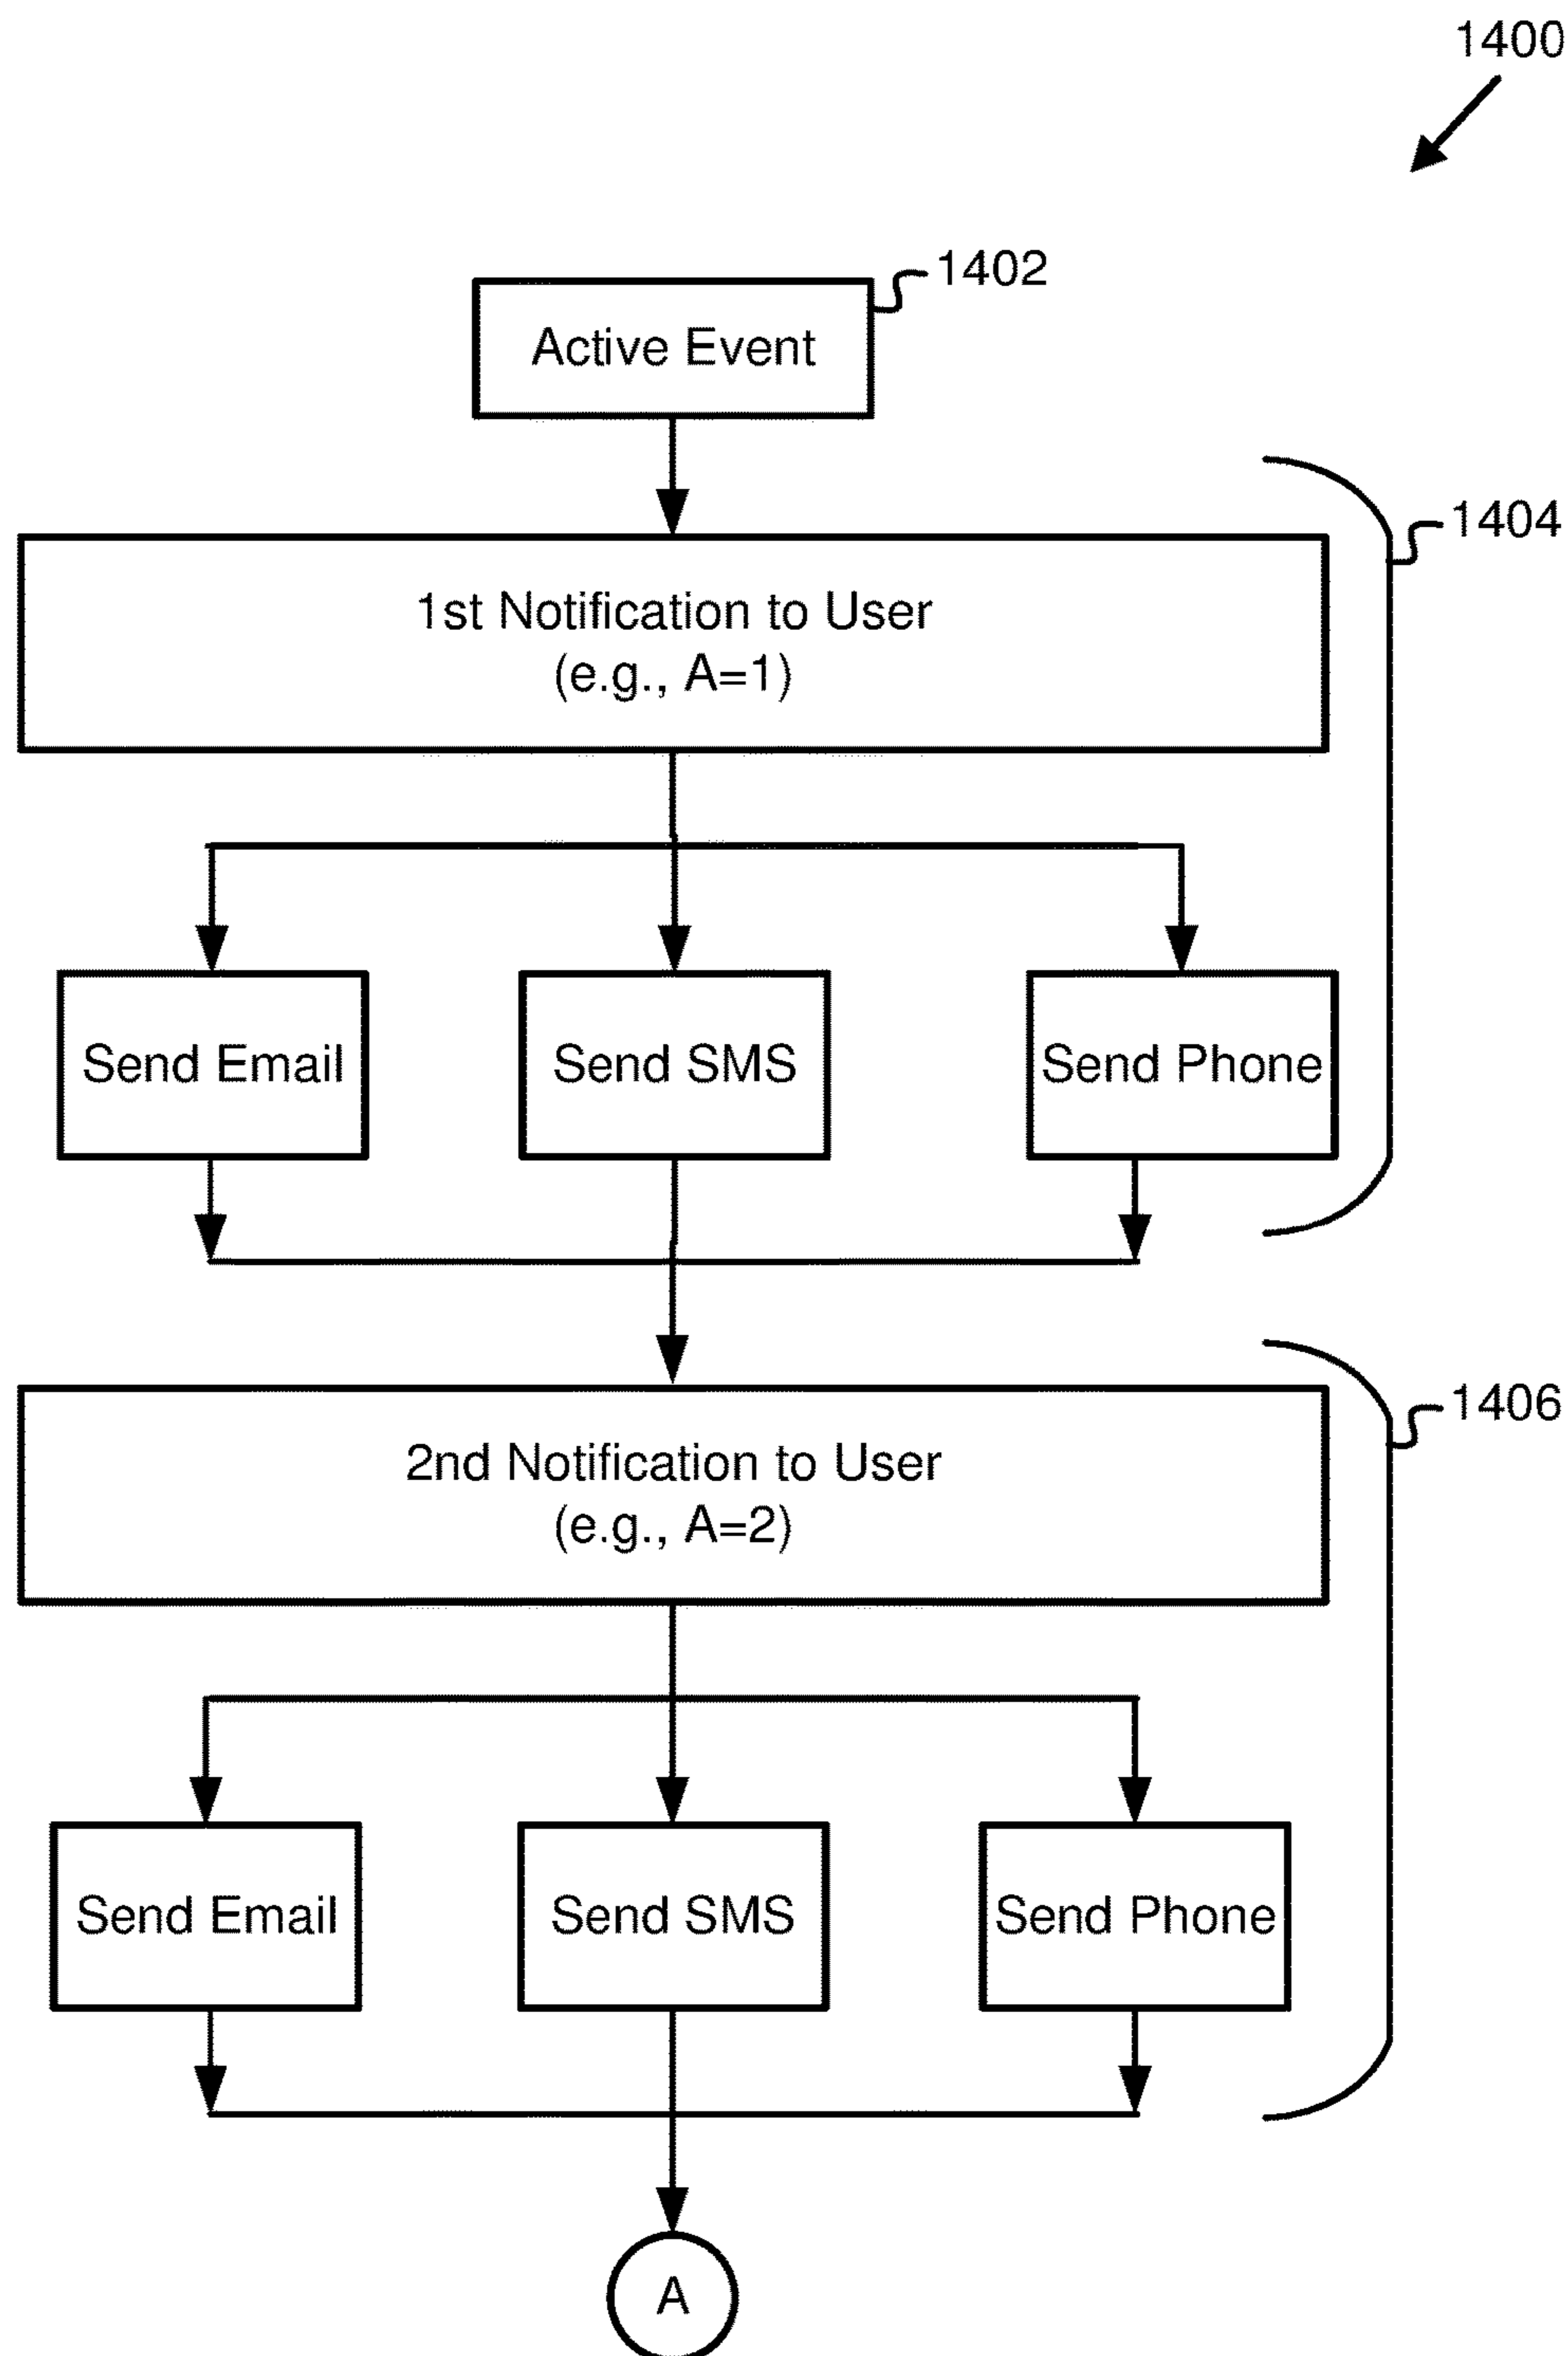 1400
1402
Active Event
1404
1st Notification to User
(e.g., A=1)
Send Email
Send SMS
Send Phone
1406
2nd Notification to User
(e.g., A=2)
Send Email
Send SMS
Send Phone
A